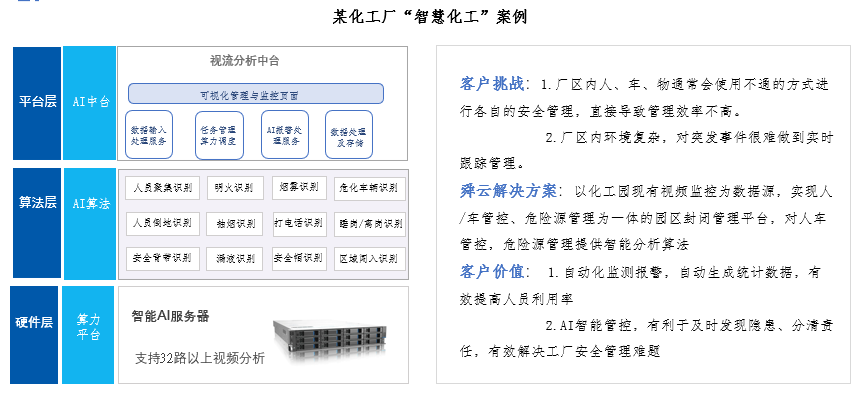 某化工厂“智慧化工”案例
平台层
AI中台
视流分析中台
可视化管理与监控页面
数据输入
处理服务
任务管理
算力调度
AI报警处
理服务
数据处理
及存储
算法层
AI算法
人员聚集识别
明火识别
烟雾识别
危化车辆识别
人员倒地识别
抽烟识别
打电话识别
睡岗/离岗识别
安全背带识别
漏液识别
安全帽识别
区域闯入识别
硬件层
算力
平台
智能AI服务器
支持32路以上视频分析
客户挑战：1.厂区内人、车、物通常会使用不通的方式进
行各自的安全管理，直接导致管理效率不高。
2.厂区内环境复杂，对突发事件很难做到实时
跟踪管理。
舜云解决方案：以化工园现有视频监控为数据源，实现人
/车管控、危险源管理为一体的园区封闭管理平台，对人车
管控，危险源管理提供智能分析算法
客户价值：1.自动化监测报警，自动生成统计数据，有
效提高人员利用率
2.AI智能管控，有利于及时发现隐患、分清责
任，有效解决工厂安全管理难题